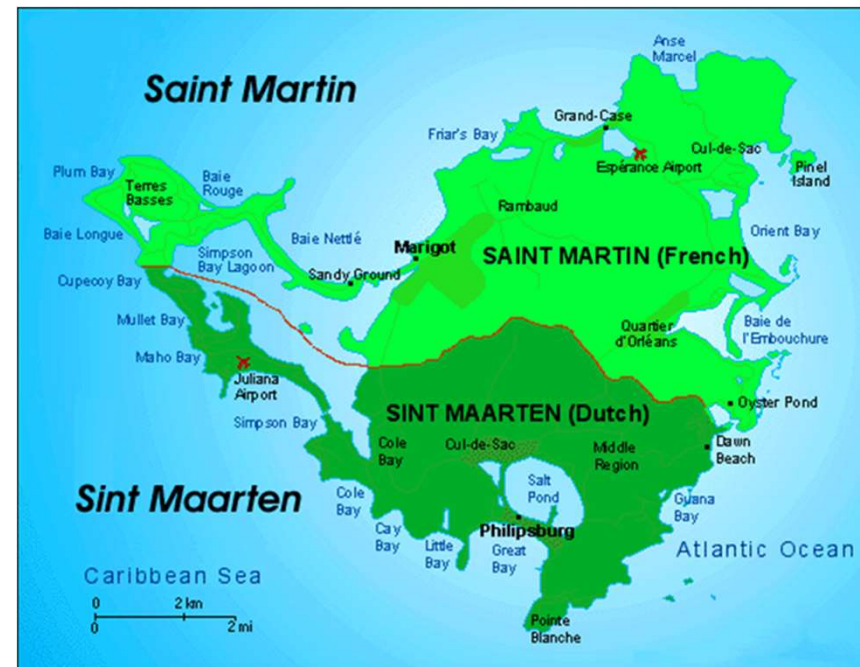 Saint Martin
Anse
Marcel
Grand-Case
Friar's Bay
Espérance Airport
Cul-de-Sac
Pinel
Island
Plum Bay
Terres
Basses
Baie
Rouge
Rambaud
Baie Longue
Baie Nettlé
Marigot
Orient Bay
Simpson
Bay Lagoon
SAINT MARTIN (French)
Sandy Ground
Cupecoy Bay
Mullet Bay
Quartier
d'Orléans
Baie de
l'Embouchure
Maho Bay
Juliana
Airport
Oyster Pond
SINT MAARTEN (Dutch)
Simpson Bay
Cole
Bay
Cul-de-Sac
Middle
Region
Dawn
Beach
Sint Maarten
Salt
Pond
Cole
Bay
Guana
Bay
Cay
Bay
Philipsburg
Little
Bay
Great
Bay
Atlantic Ocean
Caribbean Sea
0 2 km
0 2 mi
Pointe
Blanche